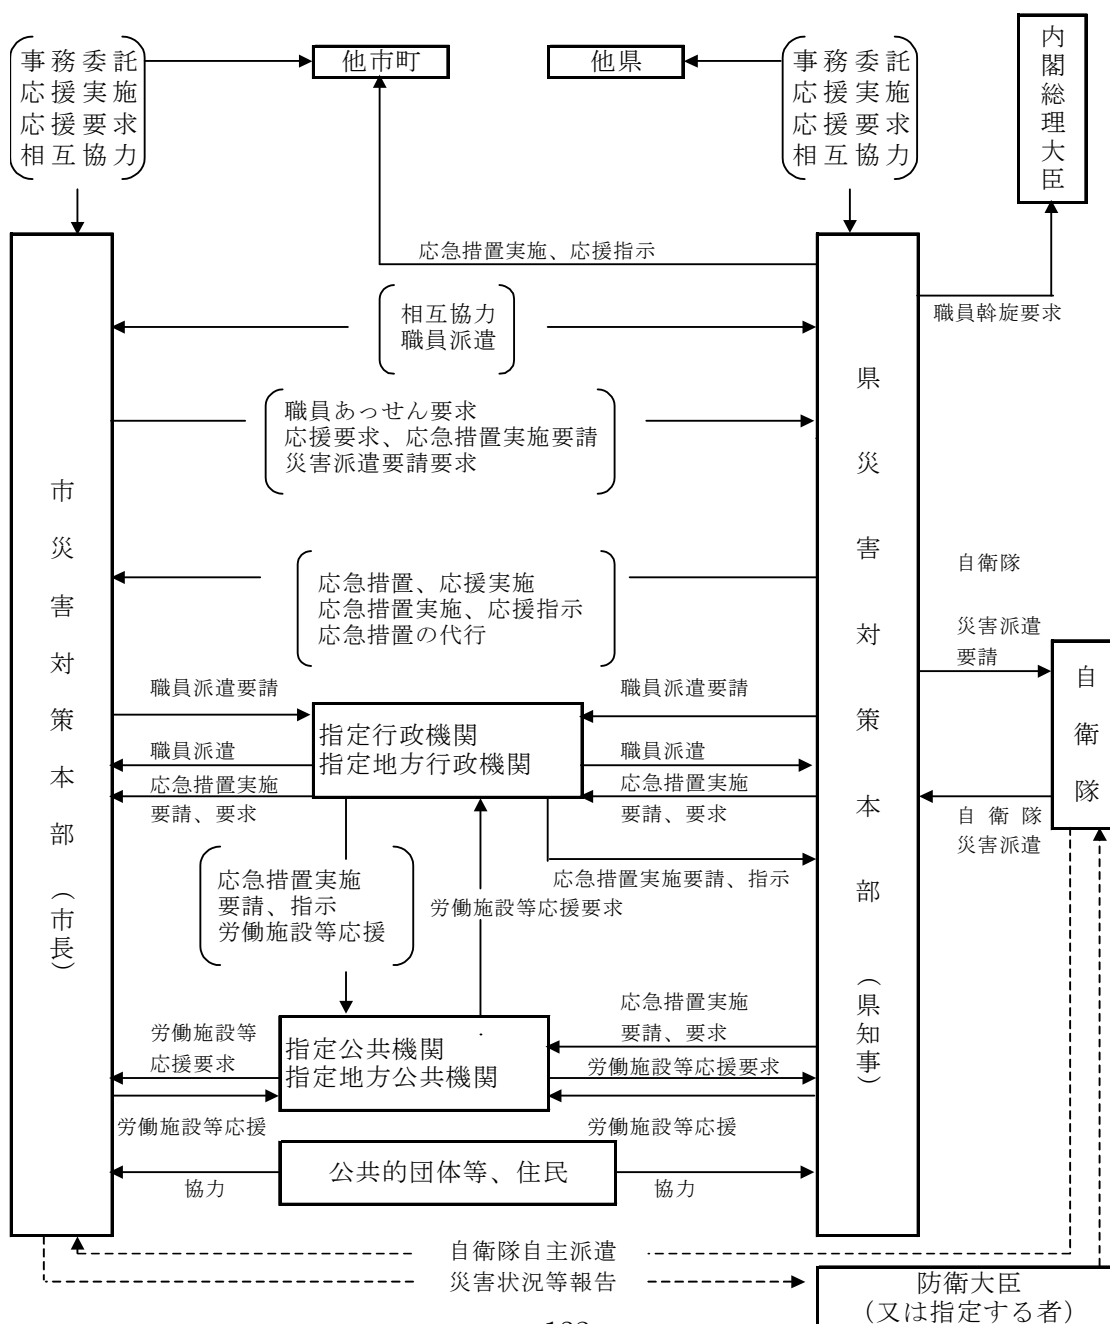 事務委託
応援実施
応援要求
相互協力
他市町
他県
事務委託
応援実施
応援要求
相互協力
内閣総理大臣
応急措置実施、応援指示
職員斡旋要求
相互協力
職員派遣
職員あっせん要求
応援要求、応急措置実施要請
災害派遣要請要求
市災害対策本部（市長）
県災害対策本部（県知事）
応急措置、応援実施
応急措置実施、応援指示
応急措置の代行
自衛隊
災害派遣
要請
自衛隊
職員派遣要請
職員派遣要請
指定行政機関
指定地方行政機関
職員派遣
職員派遣
応急措置実施
要請、要求
応急措置実施
要請、要求
自衛隊
災害派遣
応急措置実施
要請、指示
労働施設等応援
応急措置実施要請、指示
労働施設等応援要求
応急措置実施
要請、要求
労働施設等
応援要求
指定公共機関
指定地方公共機関
労働施設等応援要求
労働施設等応援
労働施設等応援
公共的団体等、住民
協力
協力
自衛隊自主派遣
災害状況等報告
防衛大臣
（又は指定する者）